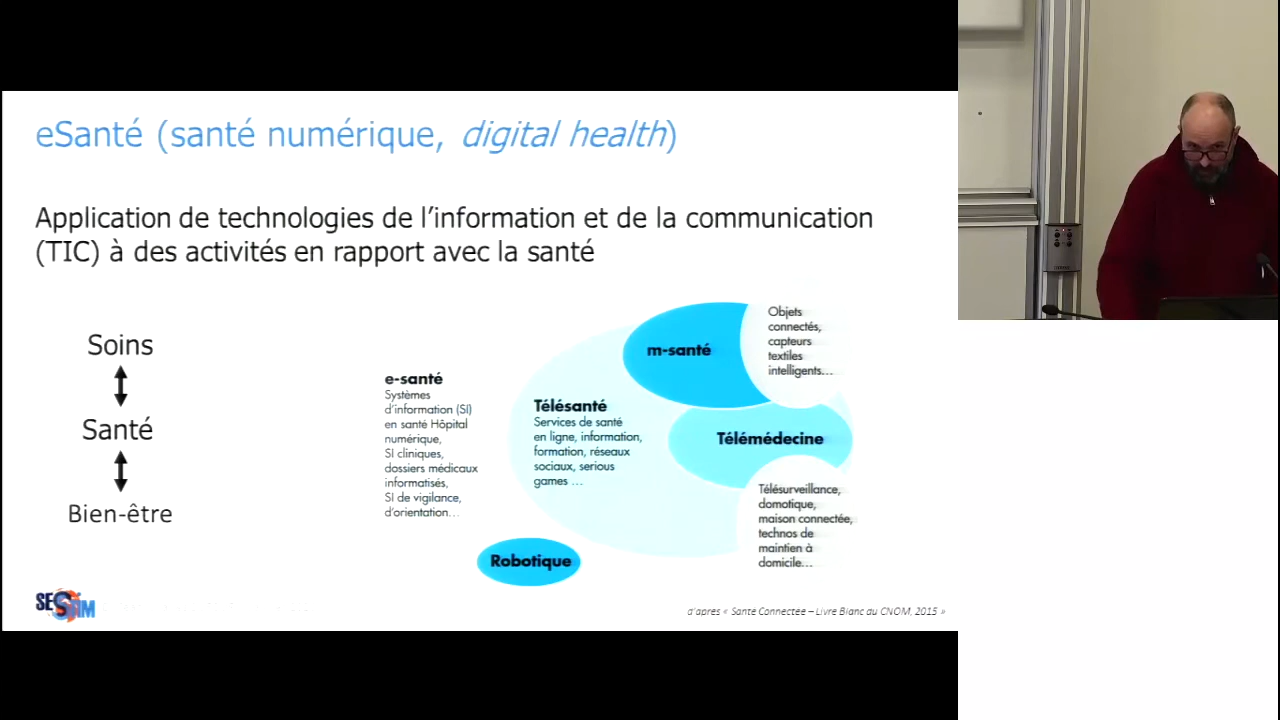 eSanté (santé numérique, digital health)
Application de technologies de l'information et de la communication
(TIC) à des activités en rapport avec la santé
Soins
Santé
Bien-être
e-santé
Systèmes
d'information (SI)
en santé Hôpital
numérique,
SI cliniques,
dossiers médicaux
informatisés,
SI de vigilance,
d'orientation...
Télésanté
Services de santé
en ligne, information,
formation, réseaux
sociaux, serious
games ...
m-santé
Objets
connectés,
capteurs
textiles
intelligents...
Télémédecine
Télésurveillance,
domotique,
maison connectée,
technos de
maintien à
domicile...
Robotique
SESSTIM
d'après « Santé Connectée – Livre Blanc du CNOM, 2015 »